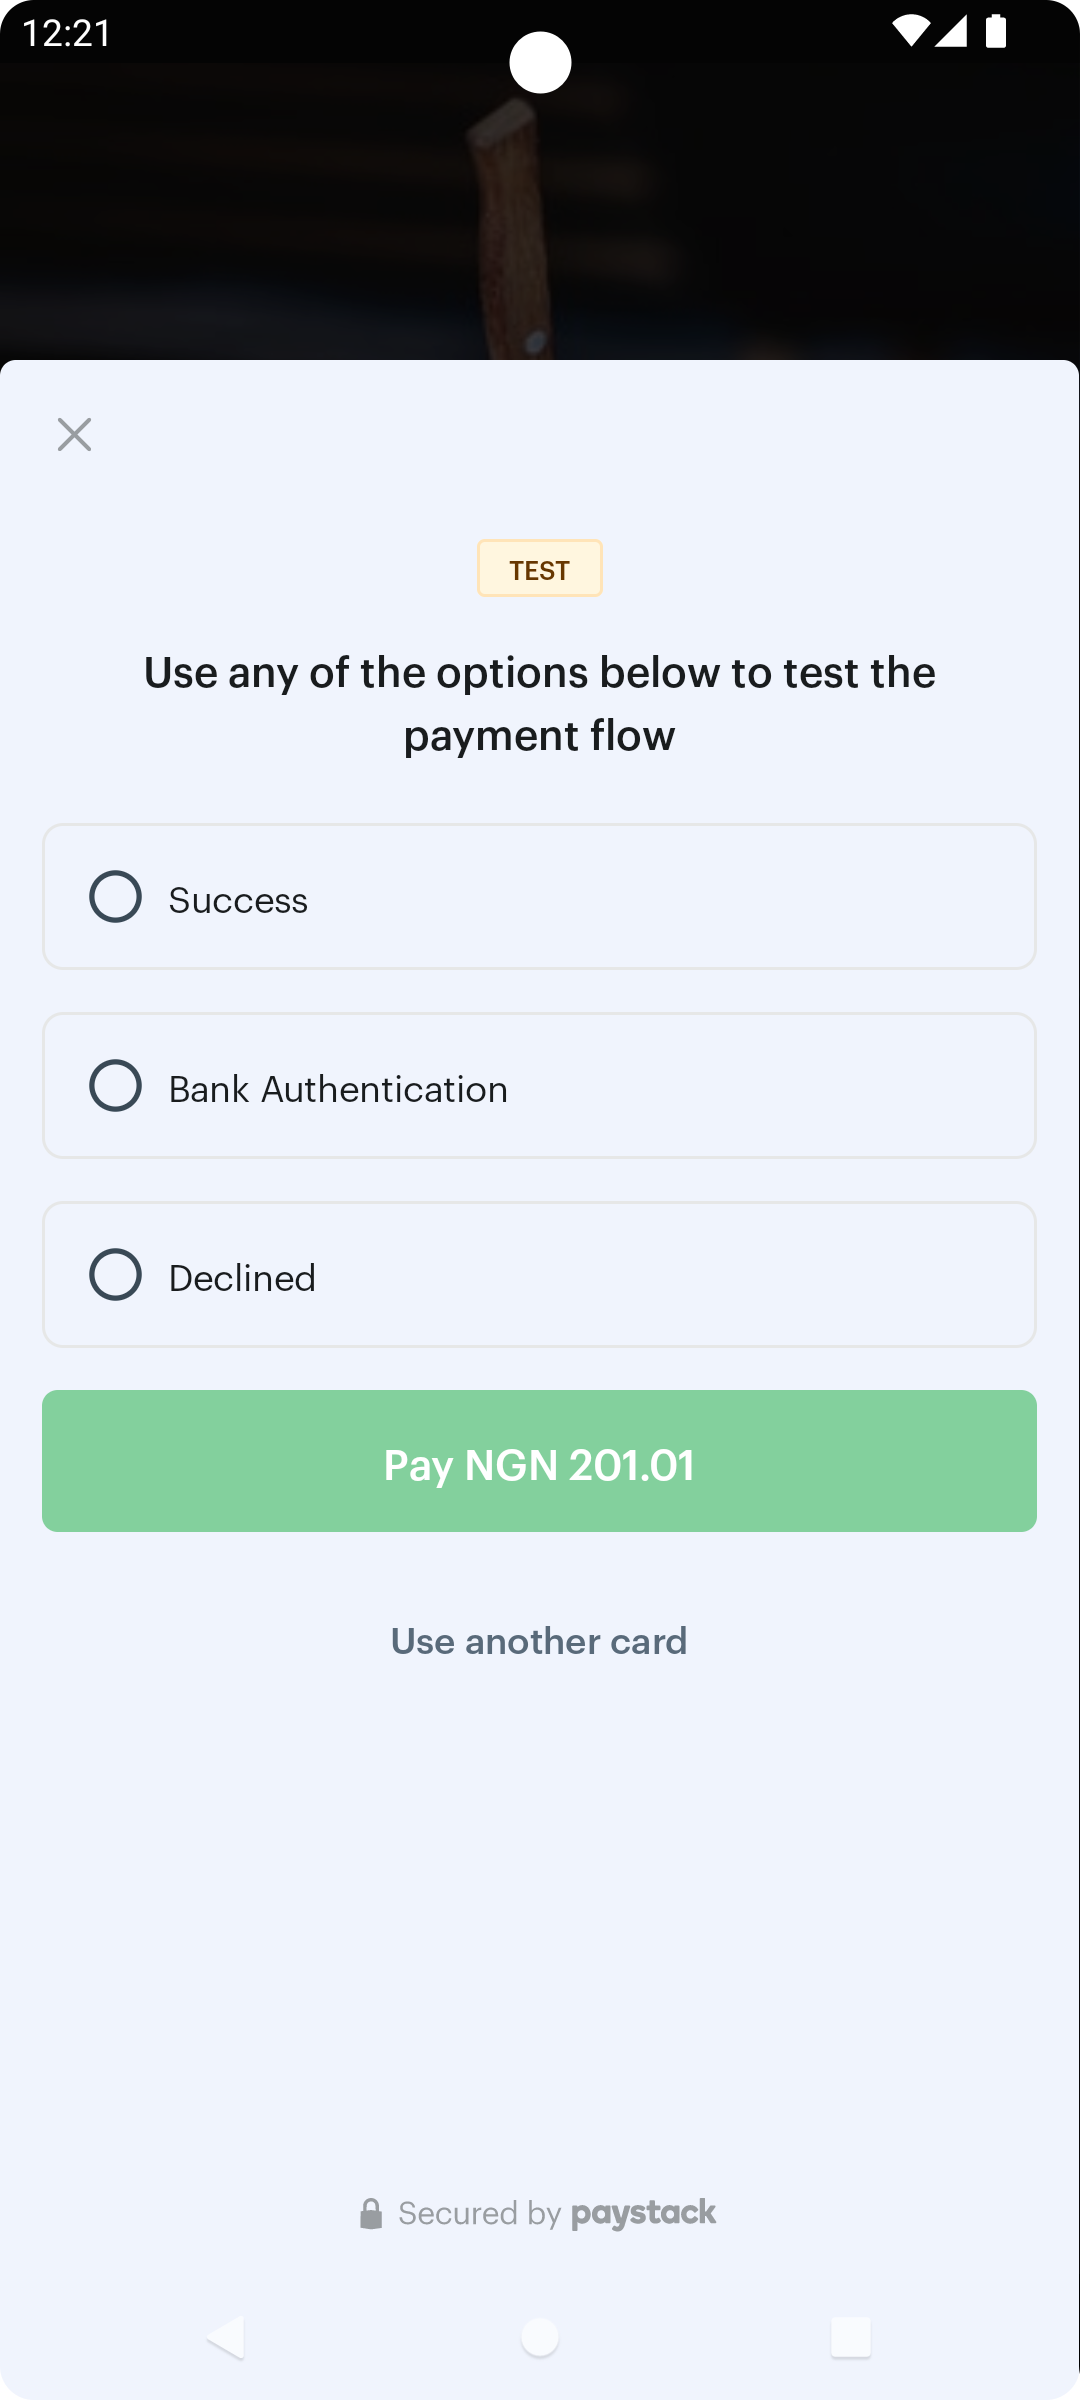 12:21
TEST
Use any of the options below to test the
payment flow
Success
Bank Authentication
Declined
Pay NGN 201.01
Use another card
Secured by paystack